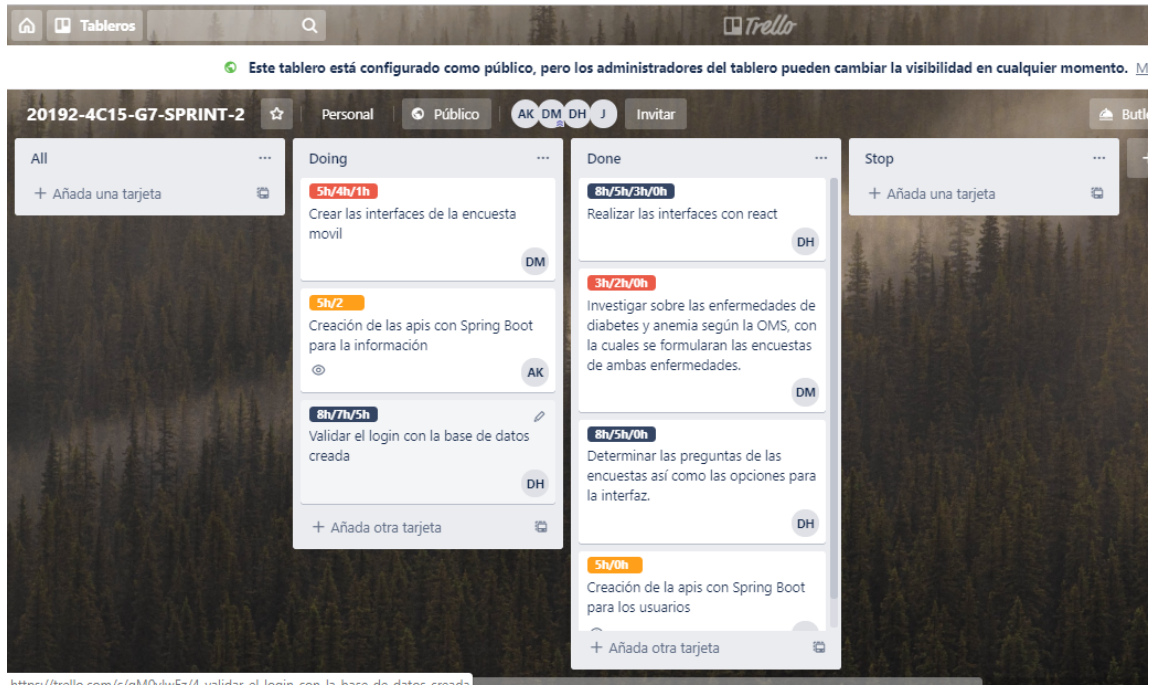 Tableros
Trello
Este tablero está configurado como público, pero los administradores del tablero pueden cambiar la visibilidad en cualquier momento.
20192-4C15-G7-SPRINT-2
Personal
Público
AK DM DH J
Invitar
All
Añada una tarjeta
Doing
5h/4h/1h
Crear las interfaces de la encuesta
movil
DM
5h/2
Creación de las apis con Spring Boot
para la información
AK
8h/7h/5h
Validar el login con la base de datos
creada
DH
Añada otra tarjeta
Done
8h/5h/3h/0h
Realizar las interfaces con react
DH
3h/2h/0h
Investigar sobre las enfermedades de
diabetes y anemia según la OMS, con
la cuales se formularan las encuestas
de ambas enfermedades.
DM
8h/5h/0h
Determinar las preguntas de las
encuestas así como las opciones para
la interfaz.
DH
5h/0h
Creación de la apis con Spring Boot
para los usuarios
Añada otra tarjeta
Stop
Añada una tarjeta